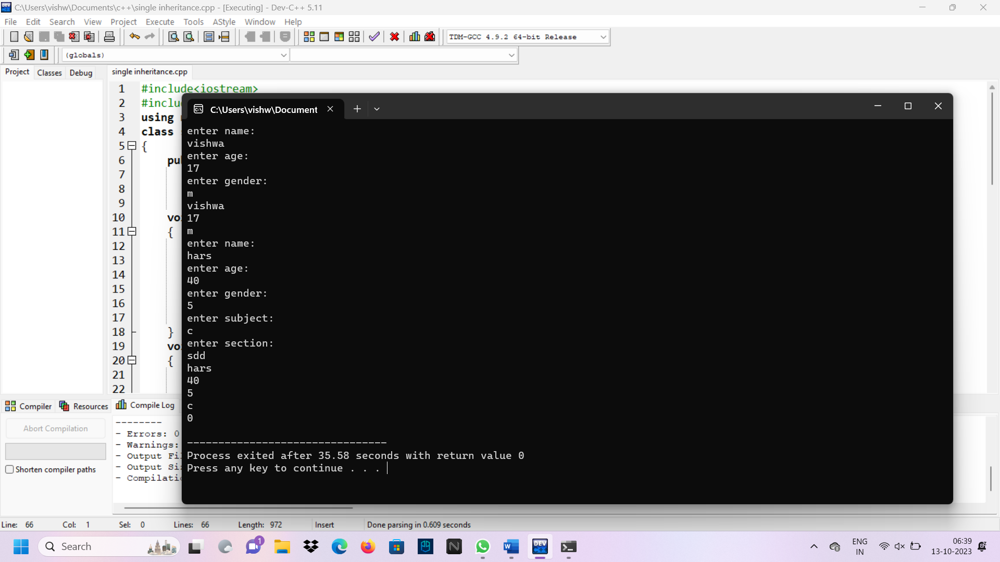 C:\Users\vishw\Documents\c++\single inheritance.cpp - [Executing] - Dev-C++ 5.11
File Edit Search View Project Execute Tools AStyle Window Help
TDM-GCC 4.9.2 64-bit Release
(globals)
Project Classes Debug
single inheritance.cpp
1 #include<iostream>
2 #inclu
3 using
4 class
5 {
6 pu
7
8
9
10 vo
11 {
12
13
14
15
16
17
18 }
19 vo
20 {
21
22
C:\Users\vishw\Document
enter name:
vishwa
enter age:
17
enter gender:
m
vishwa
17
m
enter name:
hars
enter age:
40
enter gender:
5
enter subject:
c
enter section:
sdd
hars
40
5
c
0
--------------------------------
Process exited after 35.58 seconds with return value 0
Press any key to continue . . .
Compiler Resources Compile Log
Abort Compilation
Shorten compiler paths
--------
- Errors: 0
- Warnings:
- Output Fil
- Output Si
- Compilati
Line: 66 Col: 1 Sel: 0 Lines: 66 Length: 972 Insert Done parsing in 0.609 seconds
Search
1
DEV C++
ENG
IN
06:39
13-10-2023